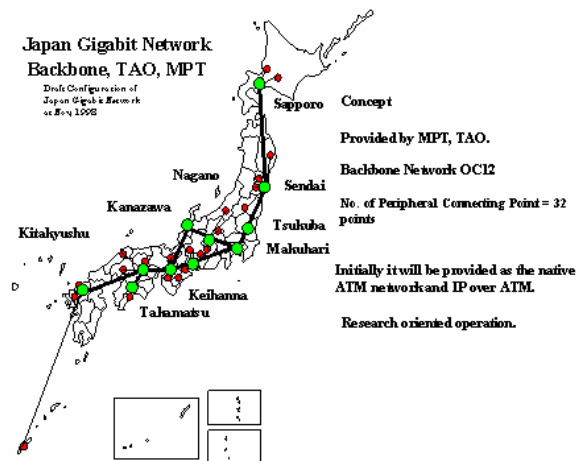 Japan Gigabit Network
Backbone, TAO, MPT
Draft Configuration of
Japan Gigabit Network
as Nov, 1998
Sapporo
Concept
Provided by MPT, TAO.
Nagano
Backbone Network OC12
Sendai
Kanazawa
No. of Peripheral Connecting Point = 32
points
Kitakyushu
Tsukuba
Makuhari
Initially it will be provided as the native
ATM network and IP over ATM.
Keihanna
Takamatsu
Research oriented operation.